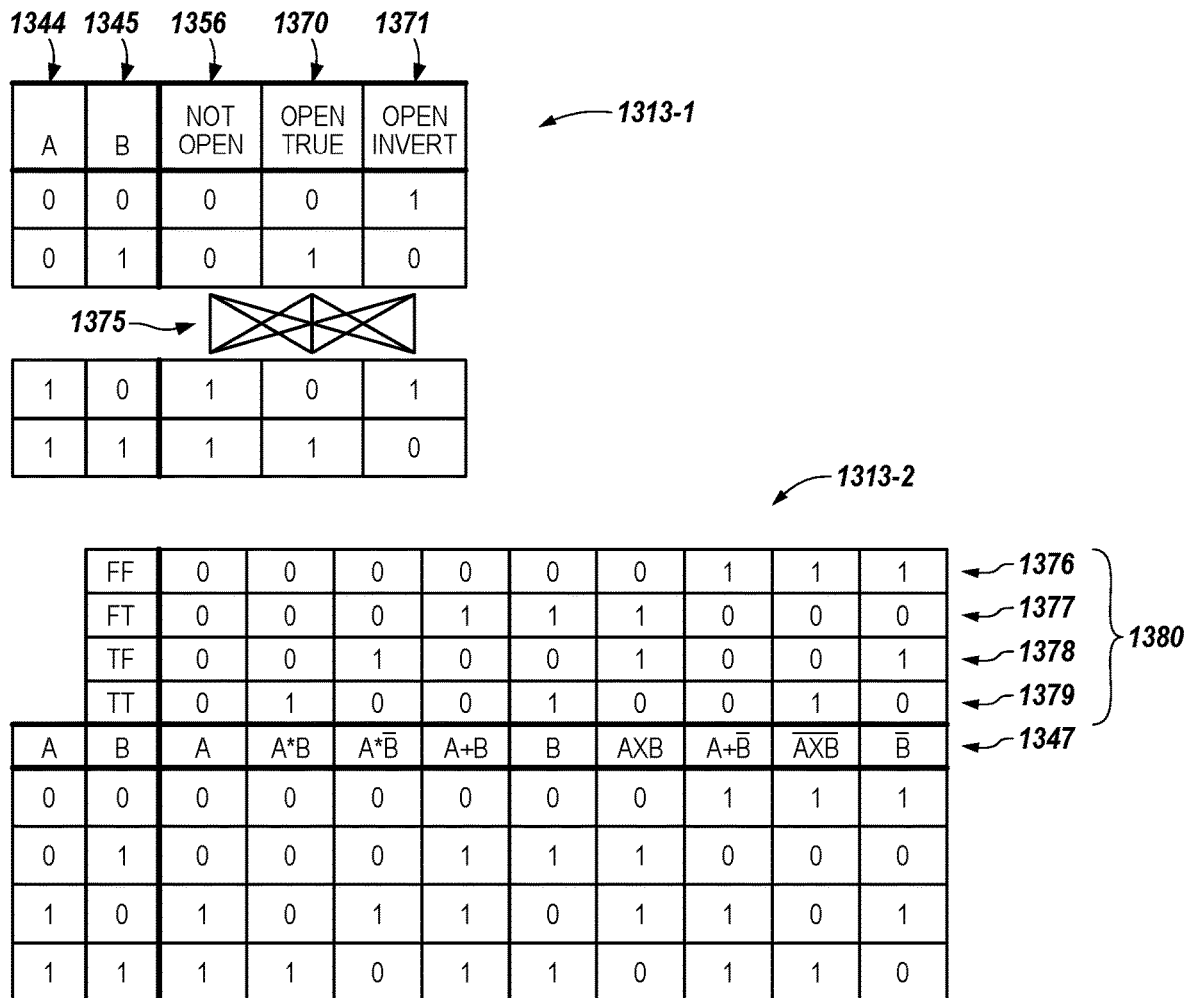 1344 1345 1356 1370 1371
A B NOT OPEN OPEN TRUE OPEN INVERT
1313-1
0 0 0 0 1
0 1 0 1 0
1375
1 0 1 0 1
1 1 1 1 0
1313-2
FF 0 0 0 0 0 0 1 1 1 1376
FT 0 0 0 1 1 1 0 0 0 1377
1380
TF 0 0 1 0 0 1 0 0 1 1378
TT 0 1 0 0 1 0 0 1 0 1379
A B A A*B A*B̅ A+B B AXB A+B̅ A̅X̅B̅ B̅ 1347
0 0 0 0 0 0 0 0 1 1 1
0 1 0 0 0 1 1 1 0 0 0
1 0 1 0 1 1 0 1 1 0 1
1 1 1 1 0 1 1 0 1 1 0